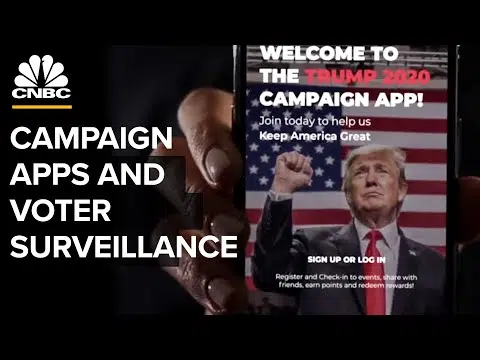 CNBC
CAMPAIGN
APPS AND
VOTER
SURVEILLANCE
WELCOME TO
THE TRUMP 2020
CAMPAIGN APP!
Join today to help us
Keep America Great
SIGN UP OR LOG IN
Register and Check-in to events, share with
friends, earn points and redeem rewards!